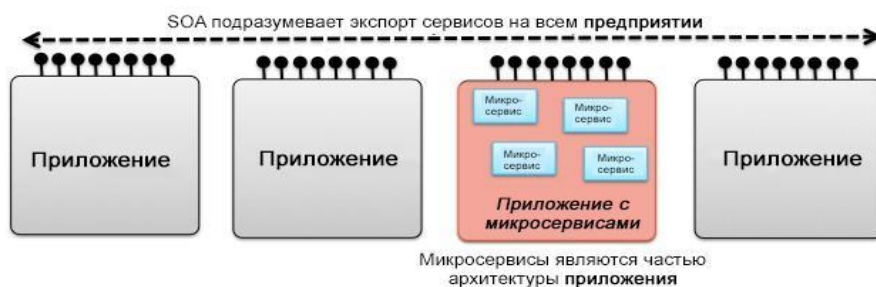 SOA подразумевает экспорт сервисов на всем предприятии
Приложение
Приложение
Микро-
сервис
Микро-
сервис
Микро-
сервис
Микро-
сервис
Приложение с
микросервисами
Приложение
Микросервисы являются частью
архитектуры приложения